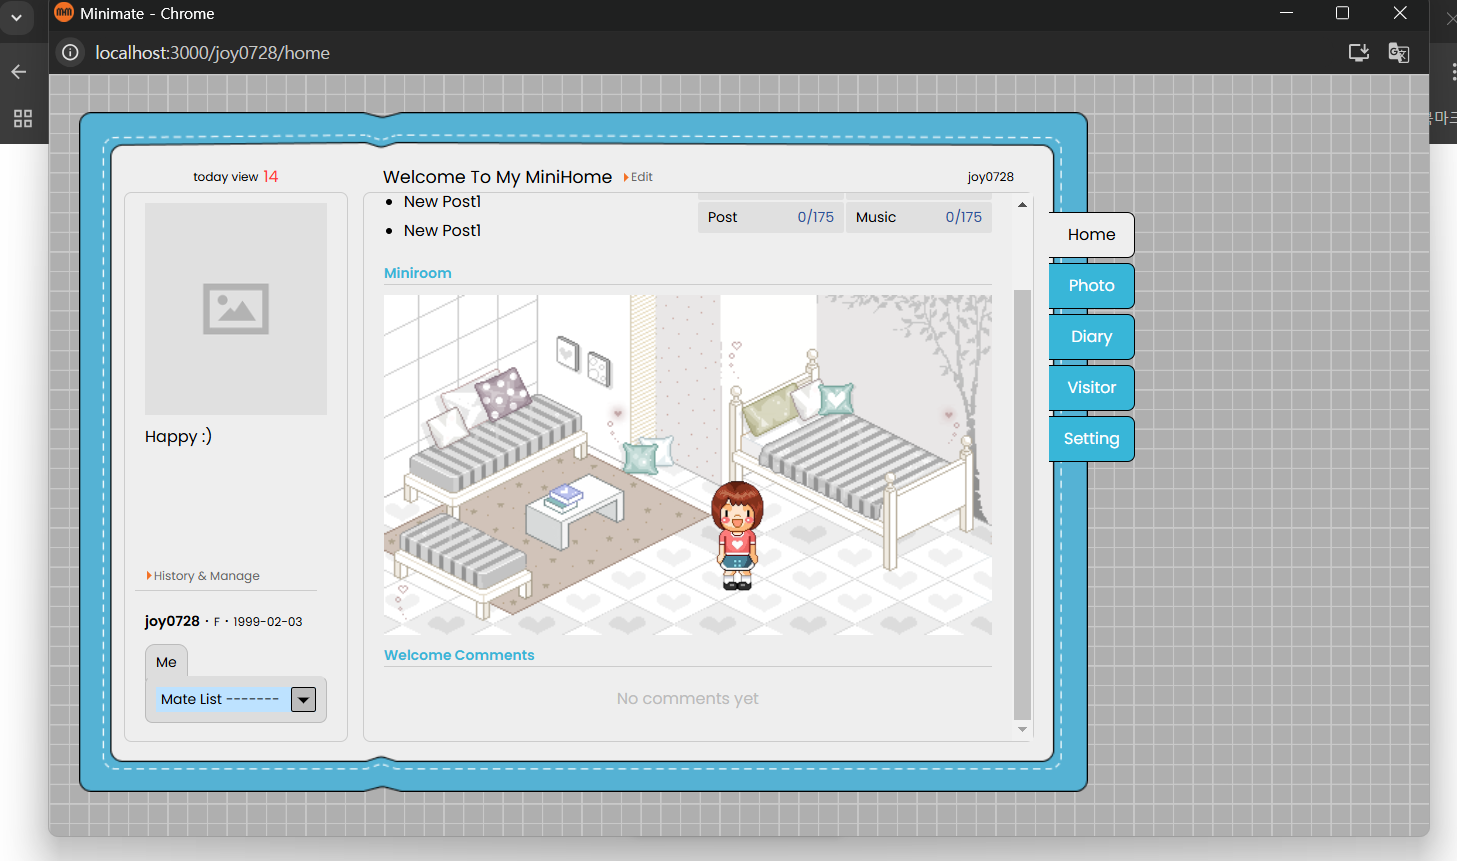 Minimate - Chrome
localhost:3000/joy0728/home
today view 14
Welcome To My MiniHome
Edit
joy0728
New Post1
New Post1
Post 0/175
Music 0/175
Miniroom
Happy :)
History & Manage
joy0728 · F · 1999-02-03
Me
Mate List -------
Welcome Comments
No comments yet
Home
Photo
Diary
Visitor
Setting